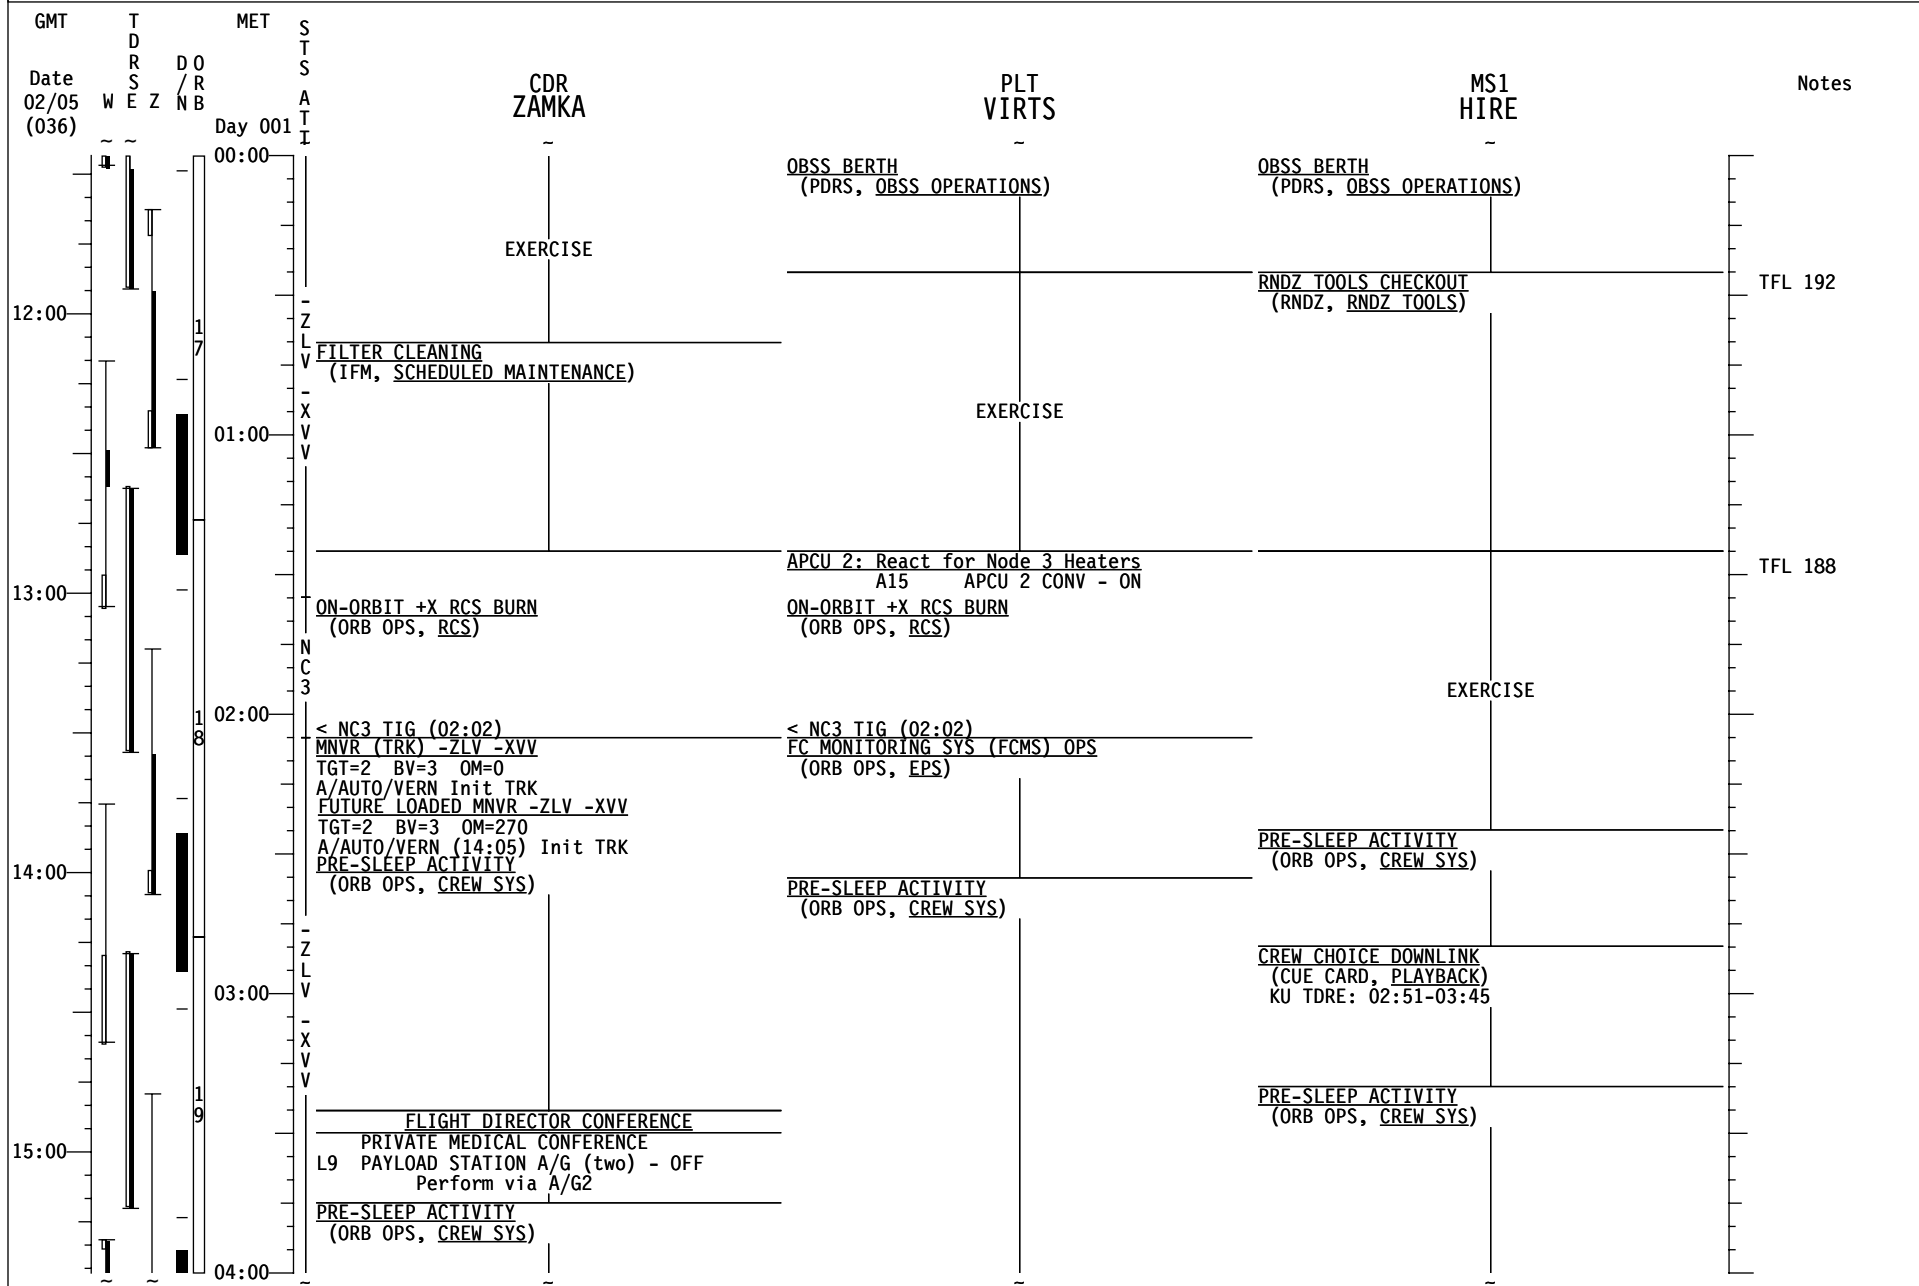 GMT
TDRS
MET
STS ATT
Date
02/05
(036)
W E Z
D/N
ORB
Day 001
CDR
ZAMKA
PLT
VIRTS
MS1
HIRE
Notes
~ ~ ~ ~ ~ ~
00:00
OBSS BERTH
(PDRS, OBSS OPERATIONS)
OBSS BERTH
(PDRS, OBSS OPERATIONS)
EXERCISE
RNDZ TOOLS CHECKOUT
(RNDZ, RNDZ TOOLS)
TFL 192
12:00
17
-ZLV -XVV
FILTER CLEANING
(IFM, SCHEDULED MAINTENANCE)
EXERCISE
01:00
APCU 2: React for Node 3 Heaters
A15 APCU 2 CONV - ON
TFL 188
13:00
ON-ORBIT +X RCS BURN
(ORB OPS, RCS)
ON-ORBIT +X RCS BURN
(ORB OPS, RCS)
NC3
EXERCISE
02:00
18
< NC3 TIG (02:02)
MNVR (TRK) -ZLV -XVV
TGT=2 BV=3 OM=0
A/AUTO/VERN Init TRK
FUTURE LOADED MNVR -ZLV -XVV
TGT=2 BV=3 OM=270
A/AUTO/VERN (14:05) Init TRK
PRE-SLEEP ACTIVITY
(ORB OPS, CREW SYS)
< NC3 TIG (02:02)
FC MONITORING SYS (FCMS) OPS
(ORB OPS, EPS)
PRE-SLEEP ACTIVITY
(ORB OPS, CREW SYS)
PRE-SLEEP ACTIVITY
(ORB OPS, CREW SYS)
14:00
-ZLV -XVV
CREW CHOICE DOWNLINK
(CUE CARD, PLAYBACK)
KU TDRE: 02:51-03:45
03:00
PRE-SLEEP ACTIVITY
(ORB OPS, CREW SYS)
19
FLIGHT DIRECTOR CONFERENCE
PRIVATE MEDICAL CONFERENCE
L9 PAYLOAD STATION A/G (two) - OFF
Perform via A/G2
15:00
PRE-SLEEP ACTIVITY
(ORB OPS, CREW SYS)
04:00
~ ~ ~ ~ ~ ~